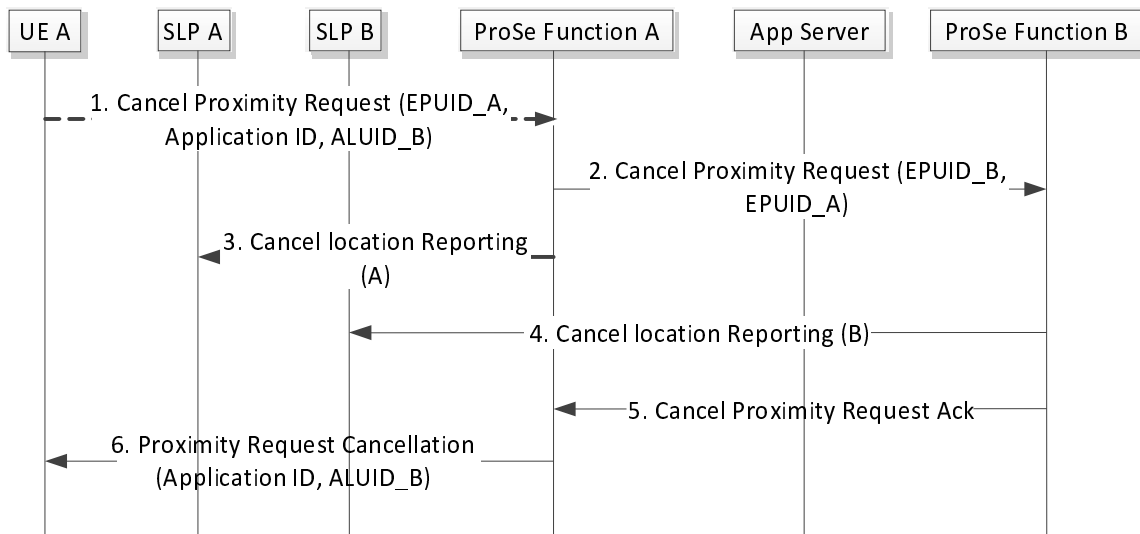 UE A
SLP A
SLP B
ProSe Function A
App Server
ProSe Function B
1. Cancel Proximity Request (EPUID_A,
Application ID, ALUID_B)
2. Cancel Proximity Request (EPUID_B,
EPUID_A)
3. Cancel location Reporting
(A)
4. Cancel location Reporting (B)
5. Cancel Proximity Request Ack
6. Proximity Request Cancellation
(Application ID, ALUID_B)